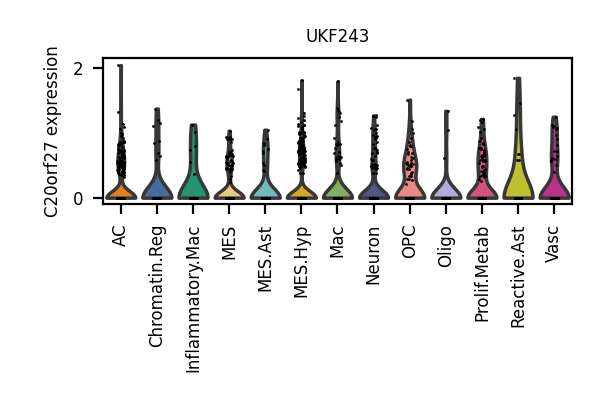 UKF243
C20orf27 expression
2
0
AC
Chromatin.Reg
Inflammatory.Mac
MES
MES.Ast
MES.Hyp
Mac
Neuron
OPC
Oligo
Prolif.Metab
Reactive.Ast
Vasc